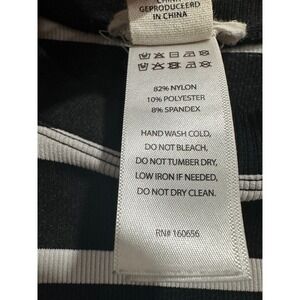 GEPRODUCEERD
IN CHINA
82% NYLON
10% POLYESTER
8% SPANDEX
HAND WASH COLD,
DO NOT BLEACH,
DO NOT TUMBER DRY,
LOW IRON IF NEEDED,
DO NOT DRY CLEAN.
RN# 160656